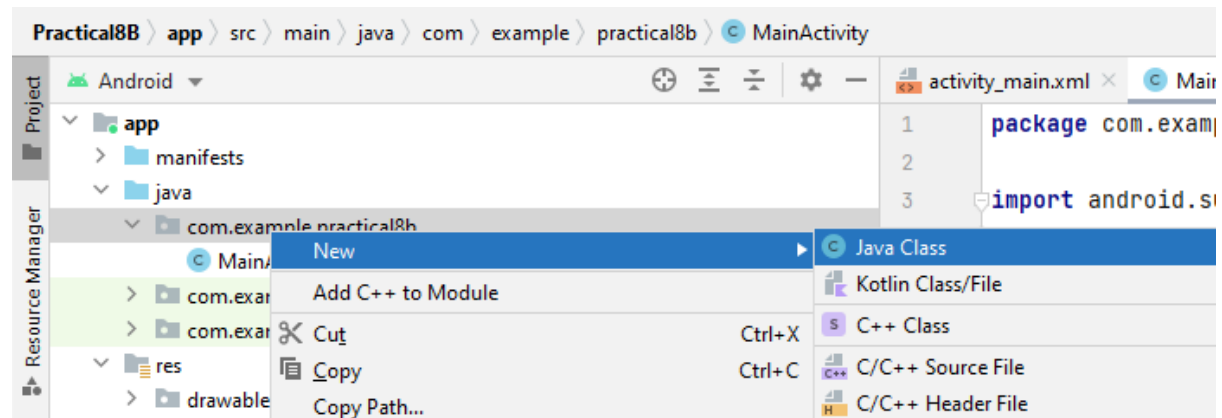 Practical8B 〉 app 〉 src 〉 main 〉 java 〉 com 〉 example 〉 practical8b 〉 C MainActivity
Project
Resource Manager
Android
app
manifests
java
com.example.practical8b
MainA
com.exar
com.exar
res
drawable
New
Add C++ to Module
Cut Ctrl+X
Copy Ctrl+C
Copy Path...
Java Class
Kotlin Class/File
S C++ Class
C/C++ Source File
C/C++ Header File
activity_main.xml × C Mai
1 package com.examp
2
3 import android.su